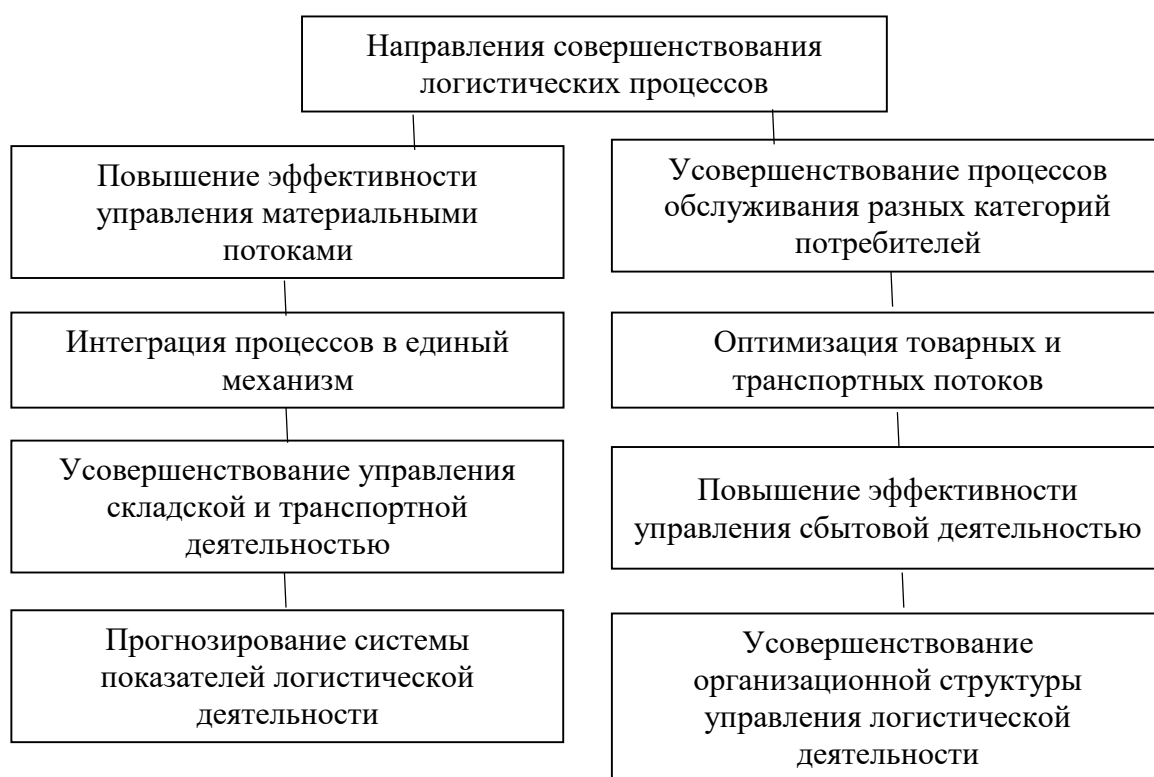 Направления совершенствования
логистических процессов
Повышение эффективности
управления материальными
потоками
Интеграция процессов в единый
механизм
Усовершенствование управления
складской и транспортной
деятельностью
Прогнозирование системы
показателей логистической
деятельности
Усовершенствование процессов
обслуживания разных категорий
потребителей
Оптимизация товарных и
транспортных потоков
Повышение эффективности
управления сбытовой деятельностью
Усовершенствование
организационной структуры
управления логистической
деятельности